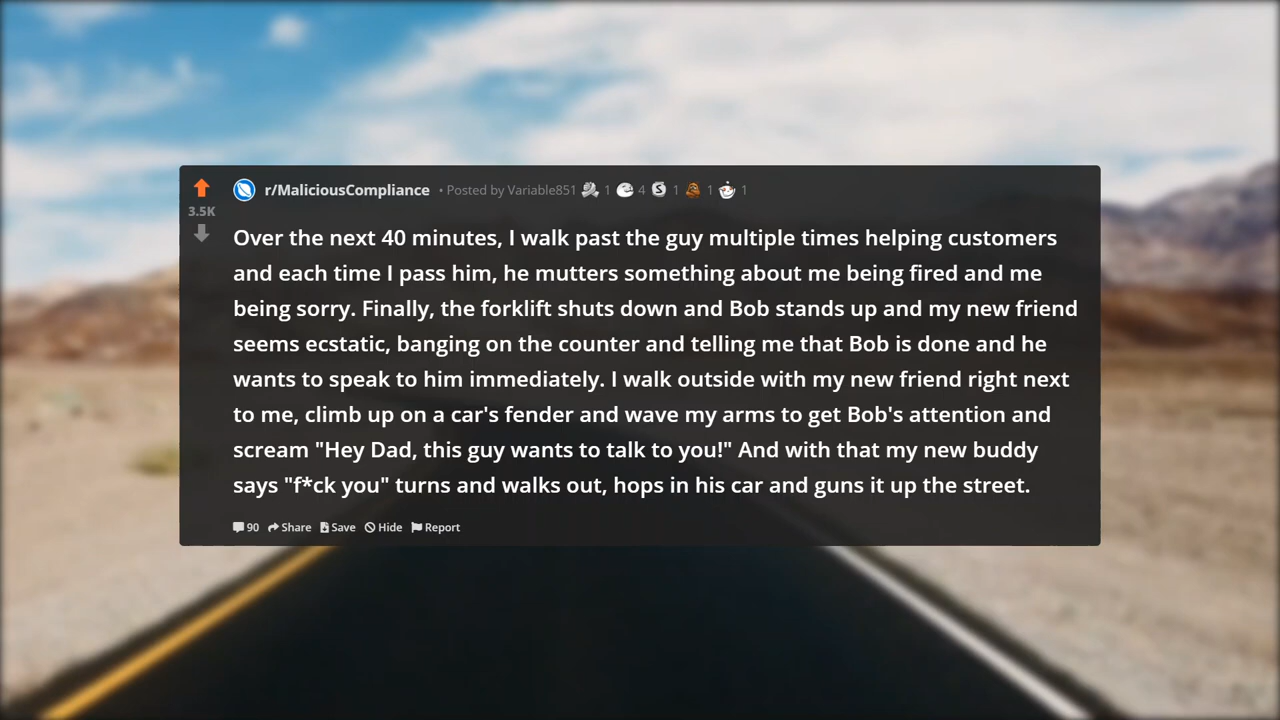 r/MaliciousCompliance • Posted by Variable851 1 4 1 1 1
3.5K
Over the next 40 minutes, I walk past the guy multiple times helping customers
and each time I pass him, he mutters something about me being fired and me
being sorry. Finally, the forklift shuts down and Bob stands up and my new friend
seems ecstatic, banging on the counter and telling me that Bob is done and he
wants to speak to him immediately. I walk outside with my new friend right next
to me, climb up on a car's fender and wave my arms to get Bob's attention and
scream "Hey Dad, this guy wants to talk to you!" And with that my new buddy
says "f*ck you" turns and walks out, hops in his car and guns it up the street.
90 Share Save Hide Report